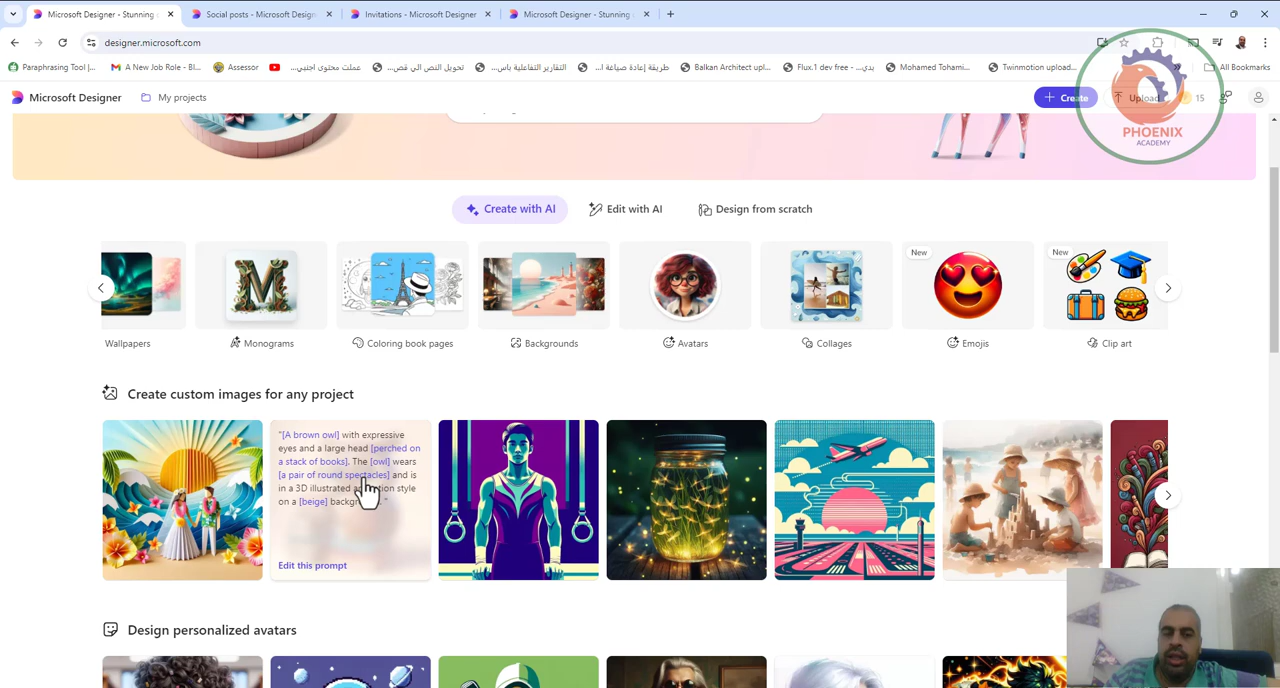 Microsoft Designer - Stunning
Social posts - Microsoft Design
Invitations - Microsoft Designer
Microsoft Designer - Stunning
designer.microsoft.com
Paraphrasing Tool |...
A New Job Role - Bl...
Assessor
عملت محتوى اجتبي...
تحويل النص الي فص...
التقارير التفاعلية باس...
طريقة إعادة صياغة ا...
Balkan Architect upl...
Flux.1 dev free - ...بدي
Mohamed Tohami...
Twinmotion upload...
All Bookmarks
Microsoft Designer
My projects
Create
Upload
15
PHOENIX
ACADEMY
Create with AI
Edit with AI
Design from scratch
New
New
Wallpapers
Monograms
Coloring book pages
Backgrounds
Avatars
Collages
Emojis
Clip art
Create custom images for any project
"[A brown owl] with expressive
eyes and a large head [perched on
a stack of books]. The [owl] wears
[a pair of round spectacles] and is
in a 3D illustrated style
on a [beige]
Edit this prompt
Design personalized avatars